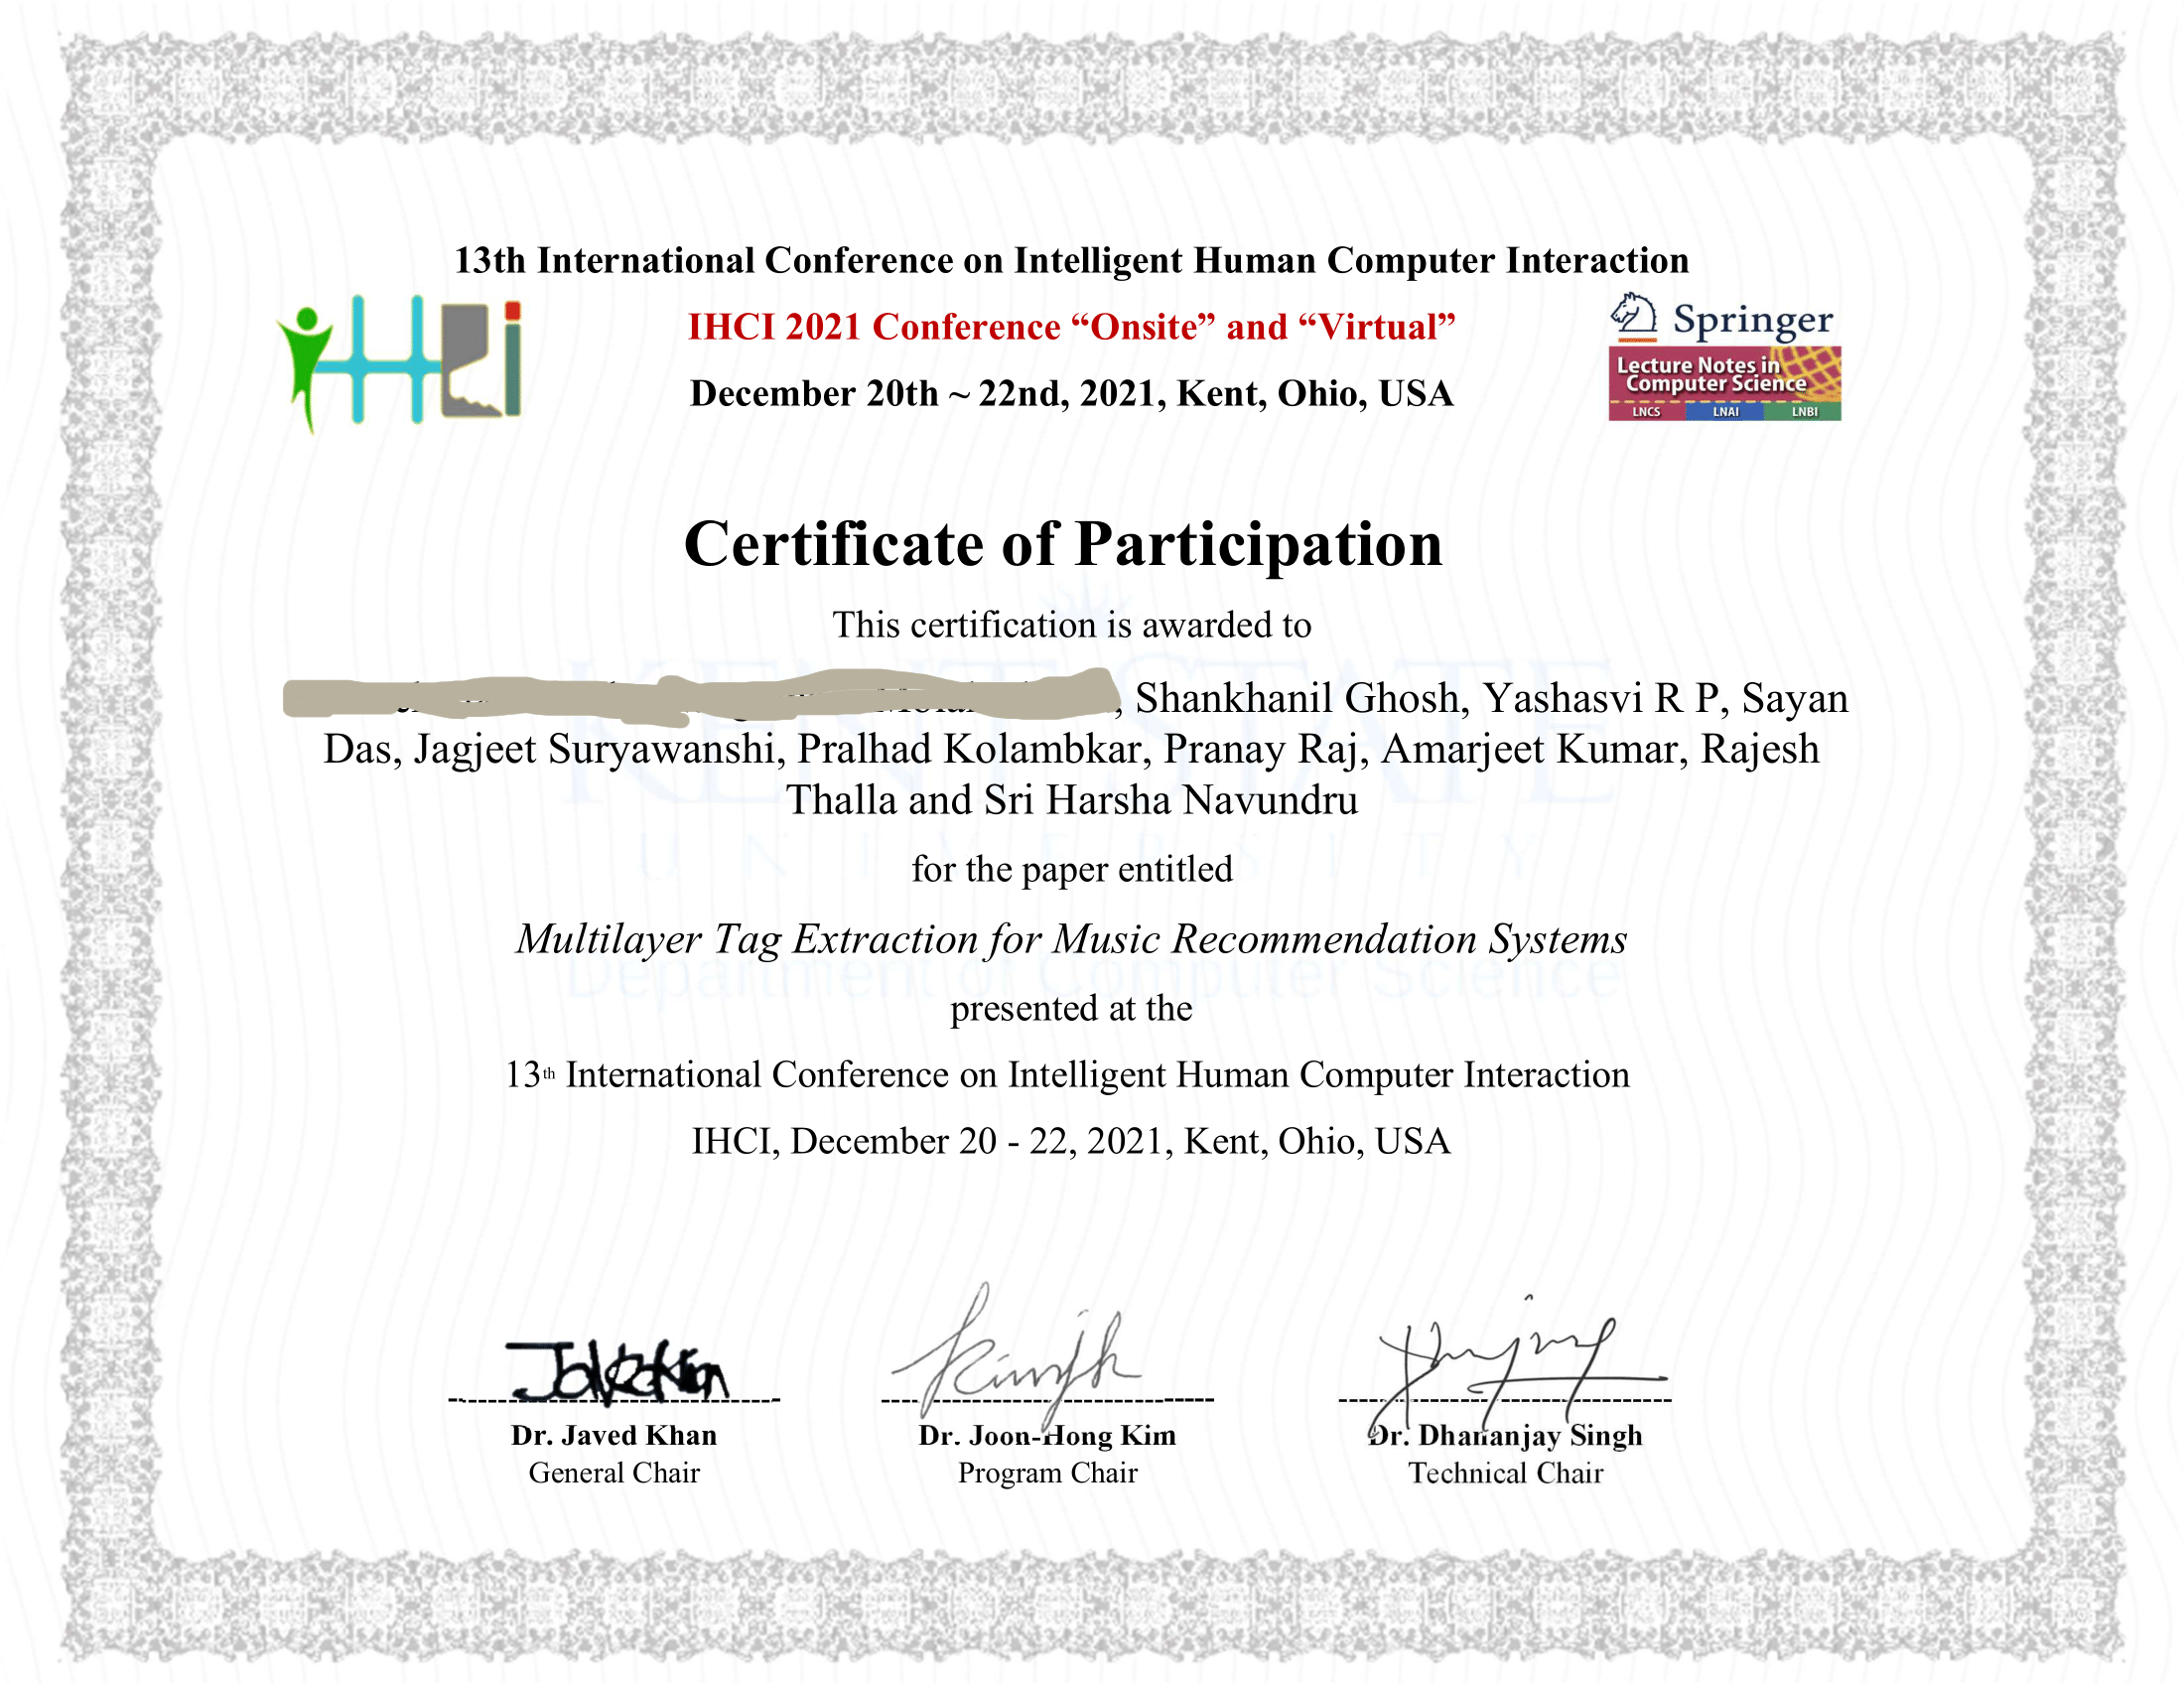 13th International Conference on Intelligent Human Computer Interaction
IHCI 2021 Conference “Onsite” and “Virtual”
December 20th ~ 22nd, 2021, Kent, Ohio, USA
iHCi
Springer
Lecture Notes in
Computer Science
LNCS LNAI LNBI
Certificate of Participation
This certification is awarded to
, Shankhanil Ghosh, Yashasvi R P, Sayan
Das, Jagjeet Suryawanshi, Pralhad Kolambkar, Pranay Raj, Amarjeet Kumar, Rajesh
Thalla and Sri Harsha Navundru
KENT STATE
UNIVERSITY
for the paper entitled
Multilayer Tag Extraction for Music Recommendation Systems
Department of Computer Science
presented at the
13th International Conference on Intelligent Human Computer Interaction
IHCI, December 20 - 22, 2021, Kent, Ohio, USA
Dr. Javed Khan
General Chair
Dr. Joon-Hong Kim
Program Chair
Dr. Dhananjay Singh
Technical Chair